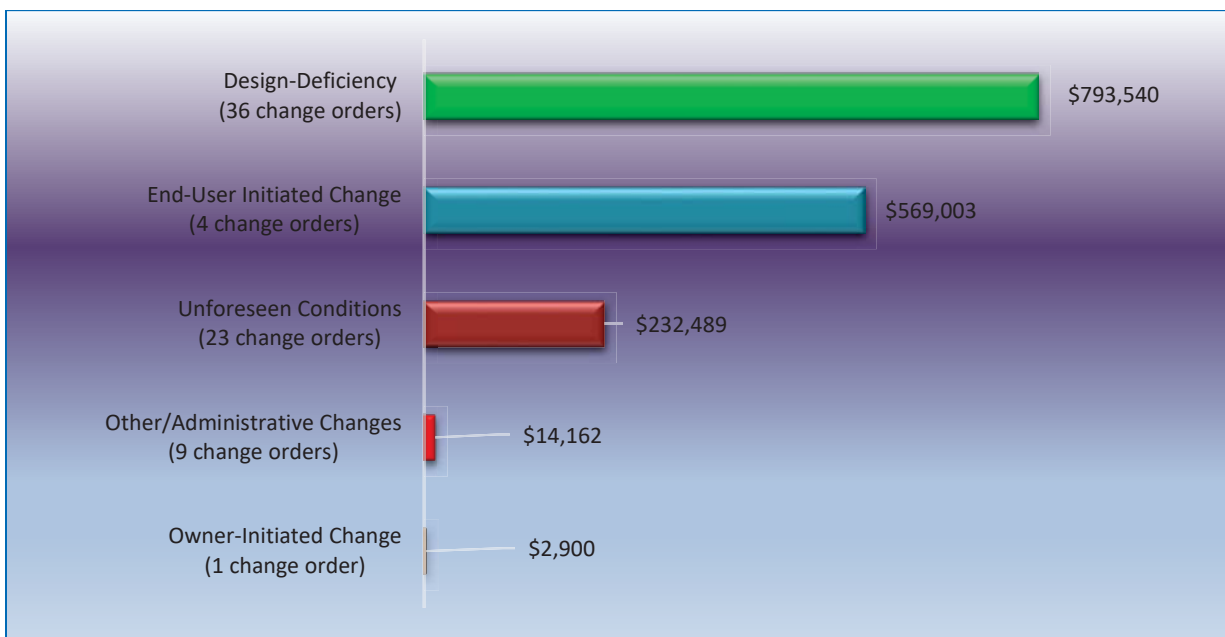 Design-Deficiency
(36 change orders)
$793,540
End-User Initiated Change
(4 change orders)
$569,003
Unforeseen Conditions
(23 change orders)
$232,489
Other/Administrative Changes
(9 change orders)
$14,162
Owner-Initiated Change
(1 change order)
$2,900